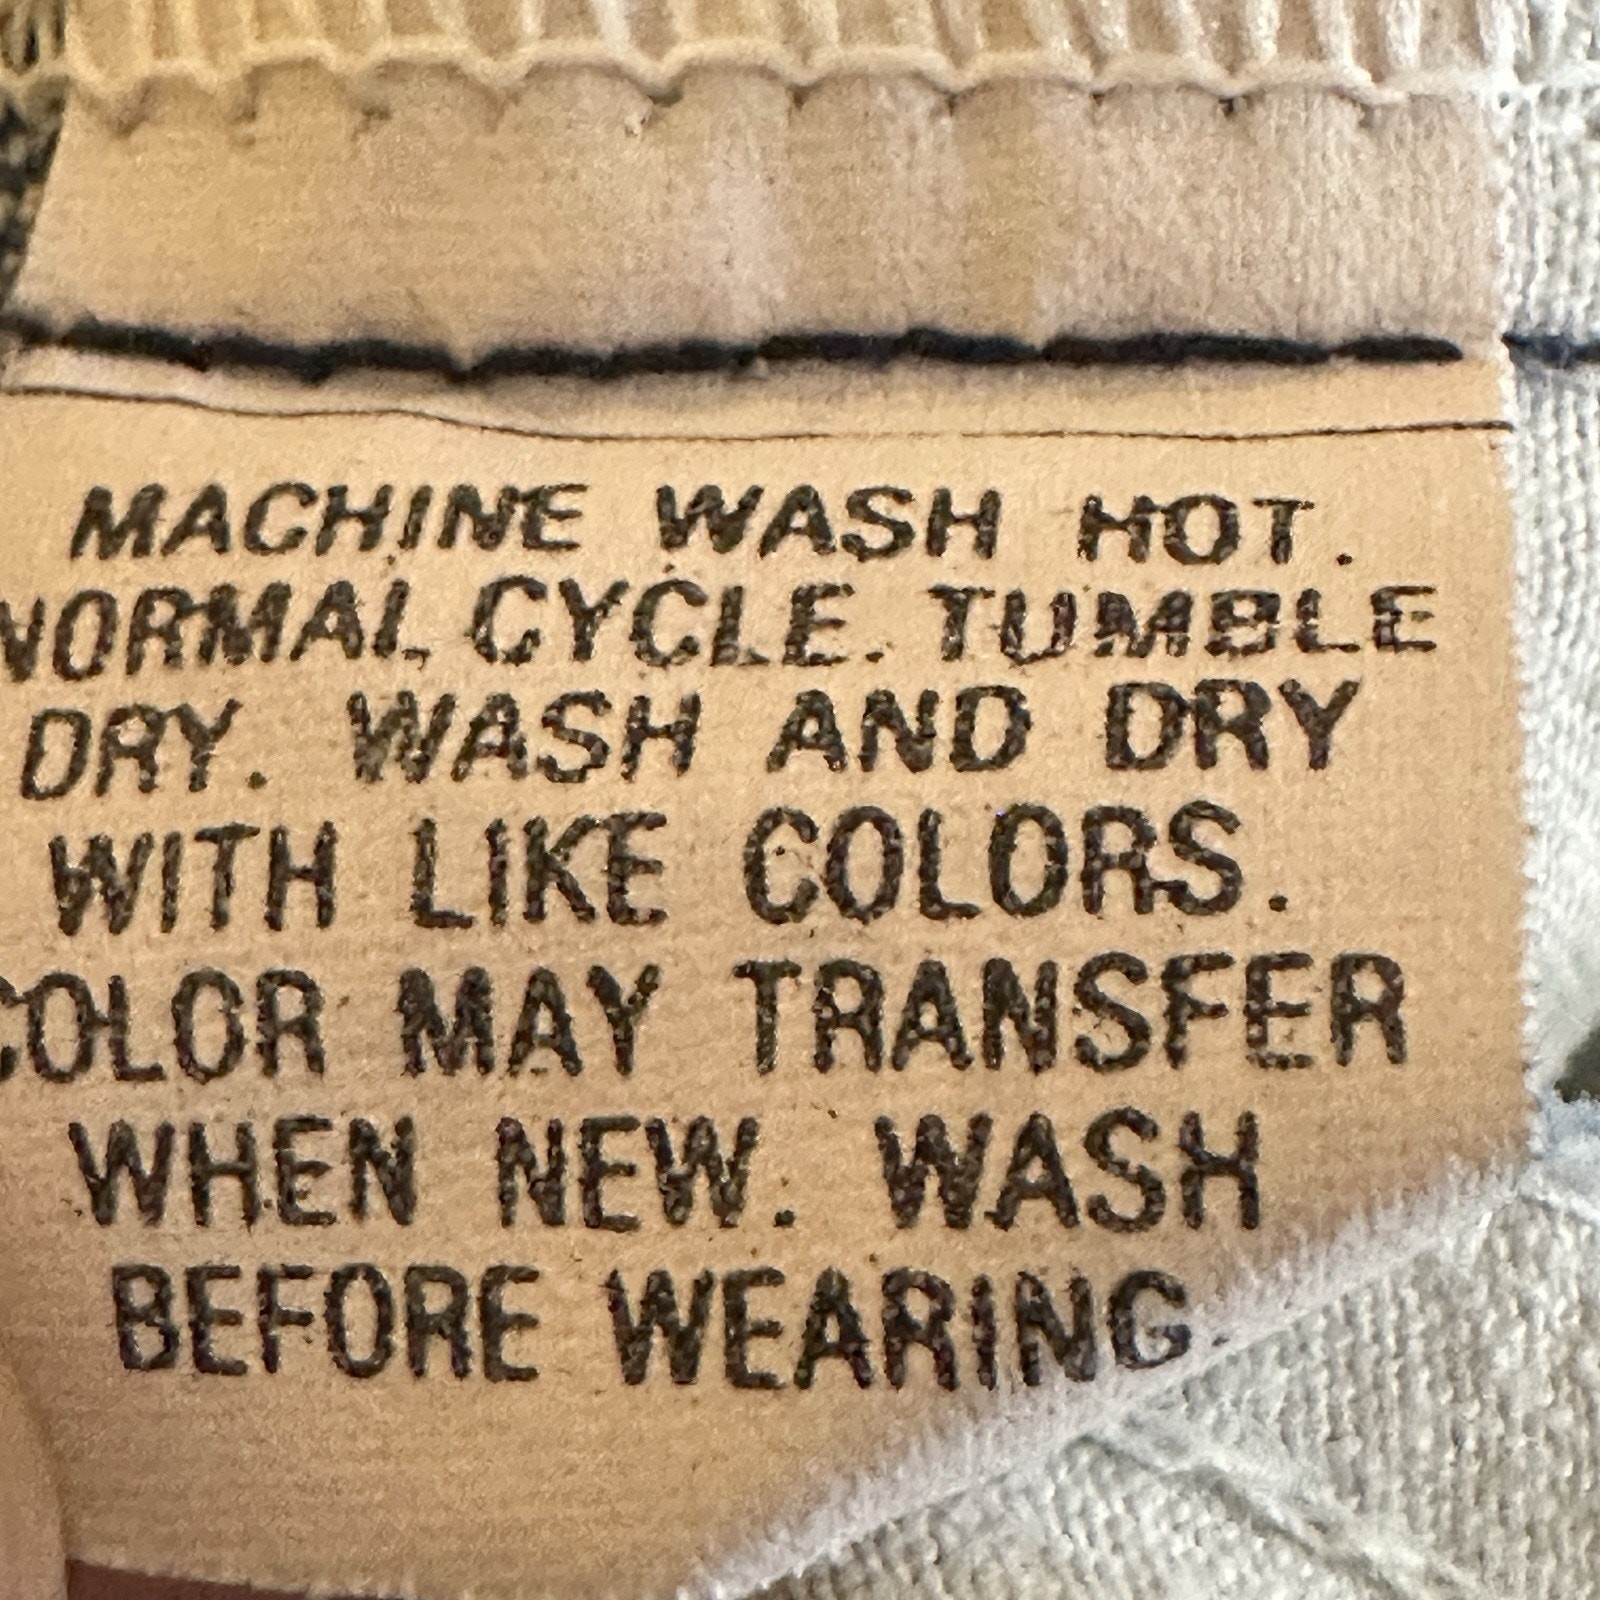 MACHINE WASH HOT.
NORMAL CYCLE. TUMBLE
DRY. WASH AND DRY
WITH LIKE COLORS.
COLOR MAY TRANSFER
WHEN NEW. WASH
BEFORE WEARING.